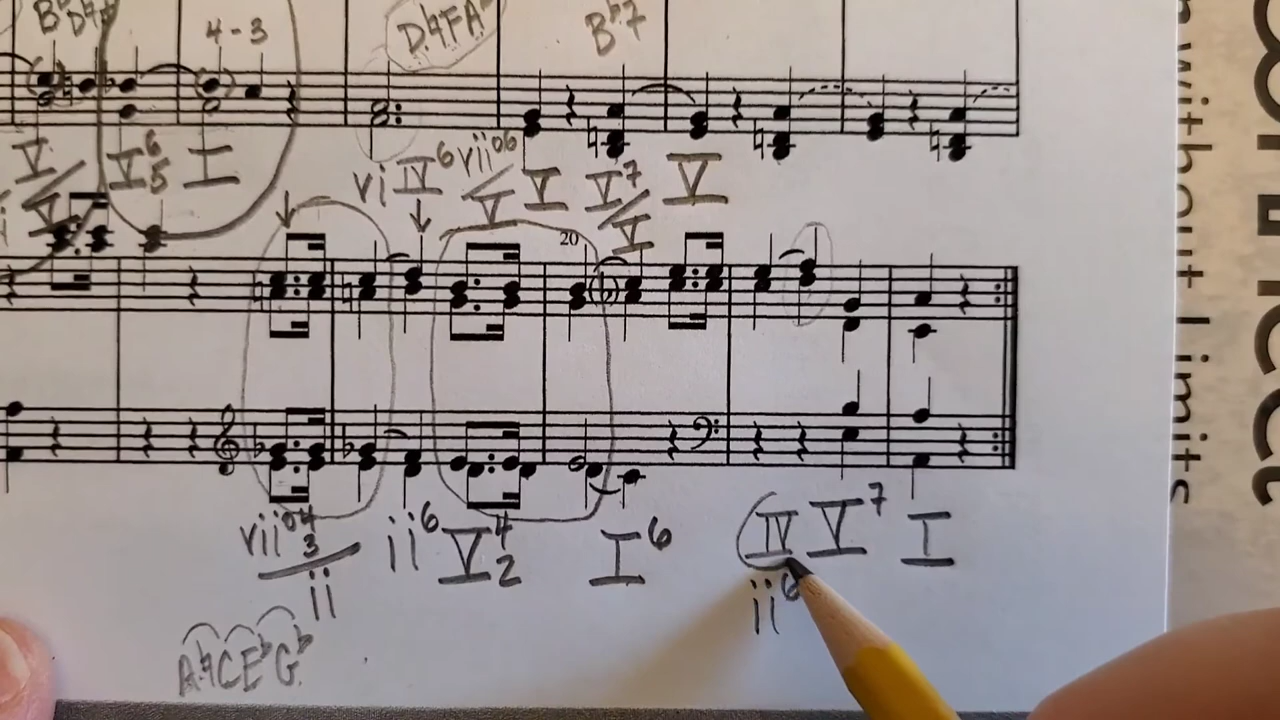 B♭D♮F
4-3
D♮FA♭
B♭7
V/V V6/5 I
vi IV6 vii°6/V V V7/V V
20
(♭)
vii°4/3/ii ii6 V4/2 I6 (IV V7 I
ii6
A♮CE♭G♭
n without Limits